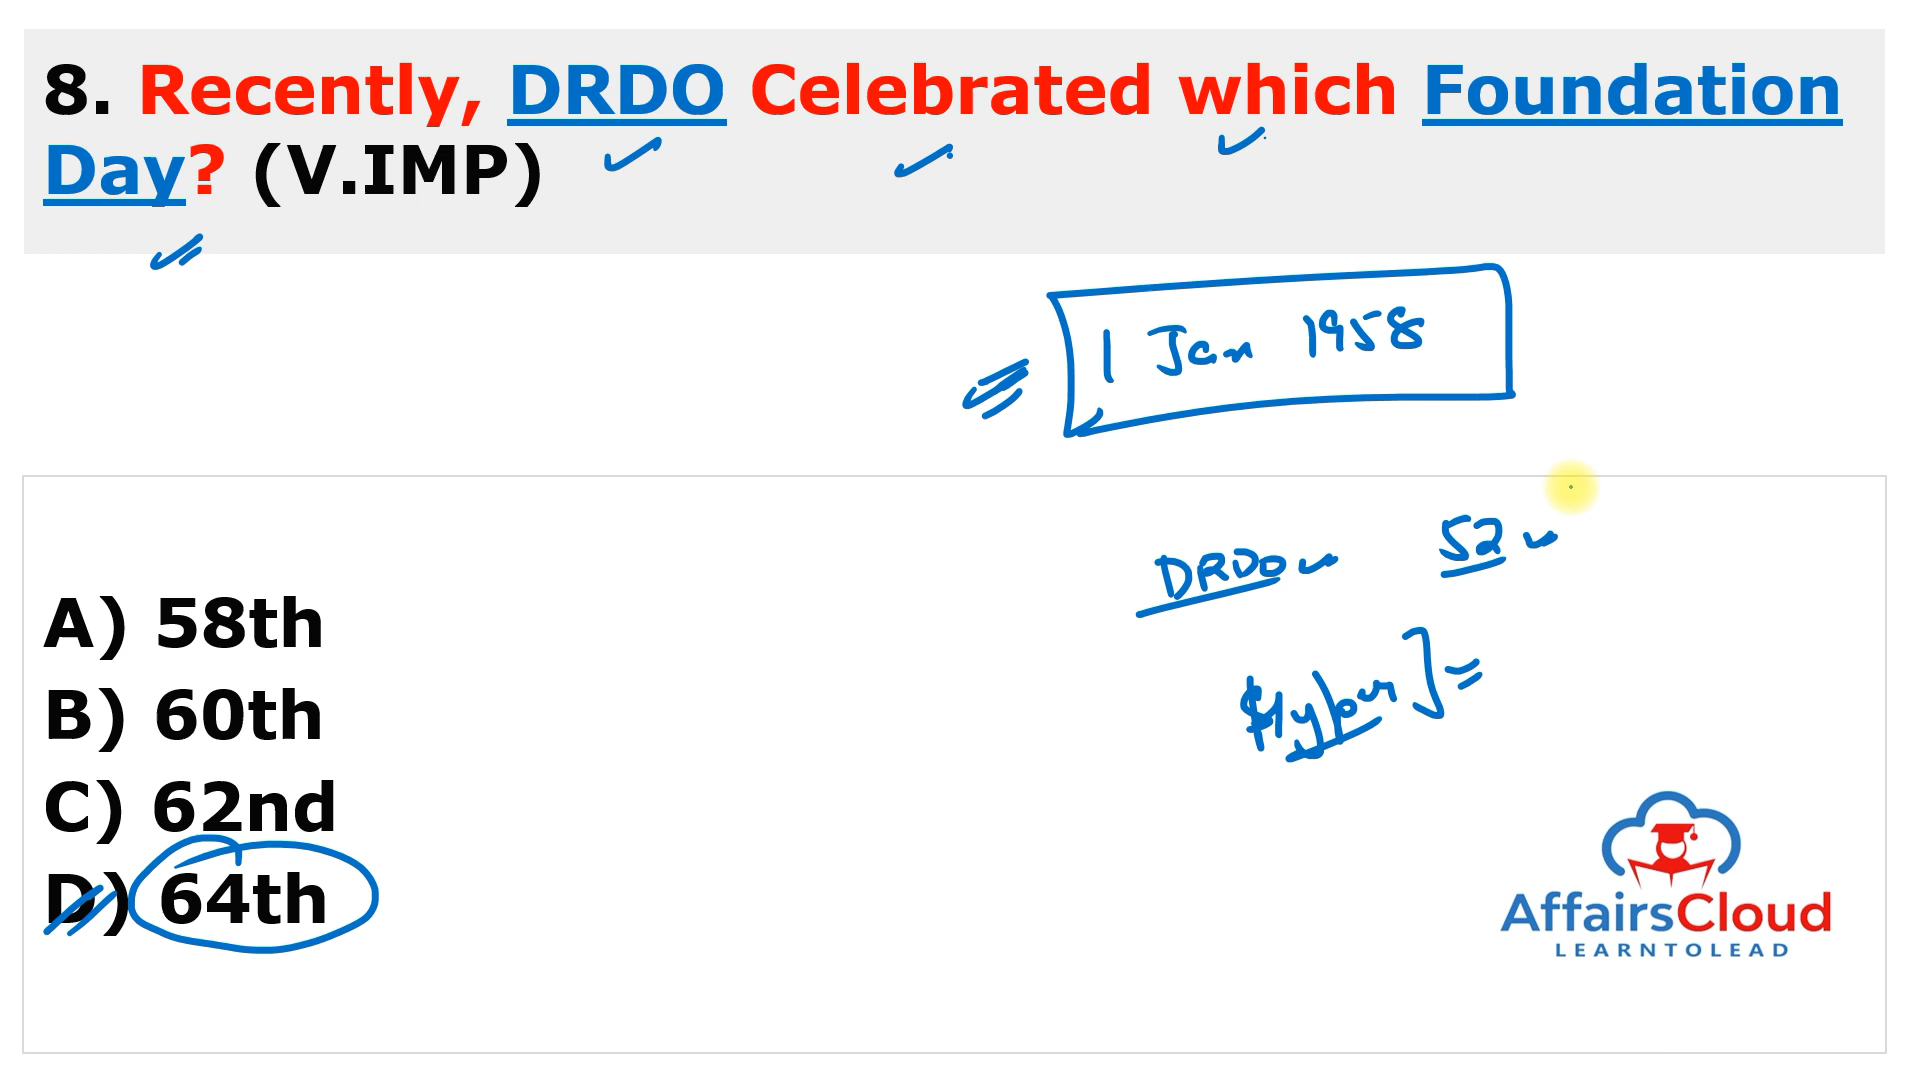 8. Recently, DRDO Celebrated which Foundation
Day? (V.IMP)
1 Jan 1958
DRDO 52
A) 58th
B) 60th
C) 62nd
D) 64th
AffairsCloud
LEARNTOLEAD